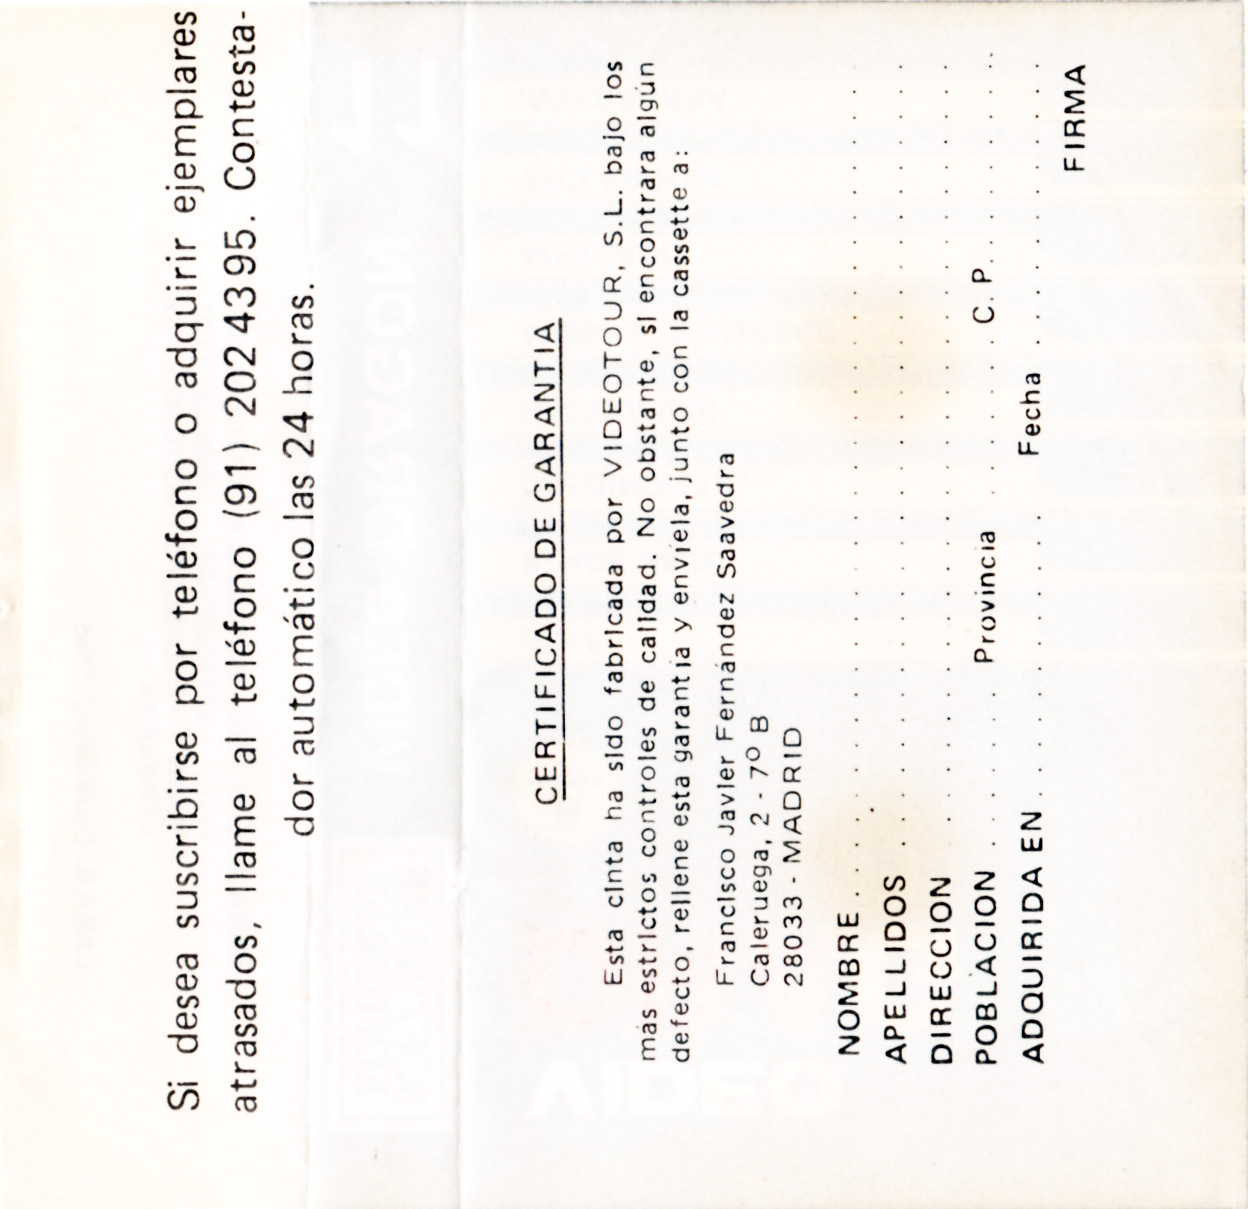 Si desea suscribirse por teléfono o adquirir ejemplares
atrasados, llame al teléfono (91) 202 43 95. Contesta-
dor automático las 24 horas.
CERTIFICADO DE GARANTIA
Esta cinta ha sido fabricada por VIDEOTOUR, S.L. bajo los
más estrictos controles de calidad. No obstante, si encontrara algún
defecto, rellene esta garantia y enviela, junto con la cassette a:
Francisco Javier Fernández Saavedra
Caleruega, 2 - 7º B
28033 - MADRID
NOMBRE
APELLIDOS
DIRECCION
POBLACION Provincia C.P.
ADQUIRIDA EN Fecha
FIRMA